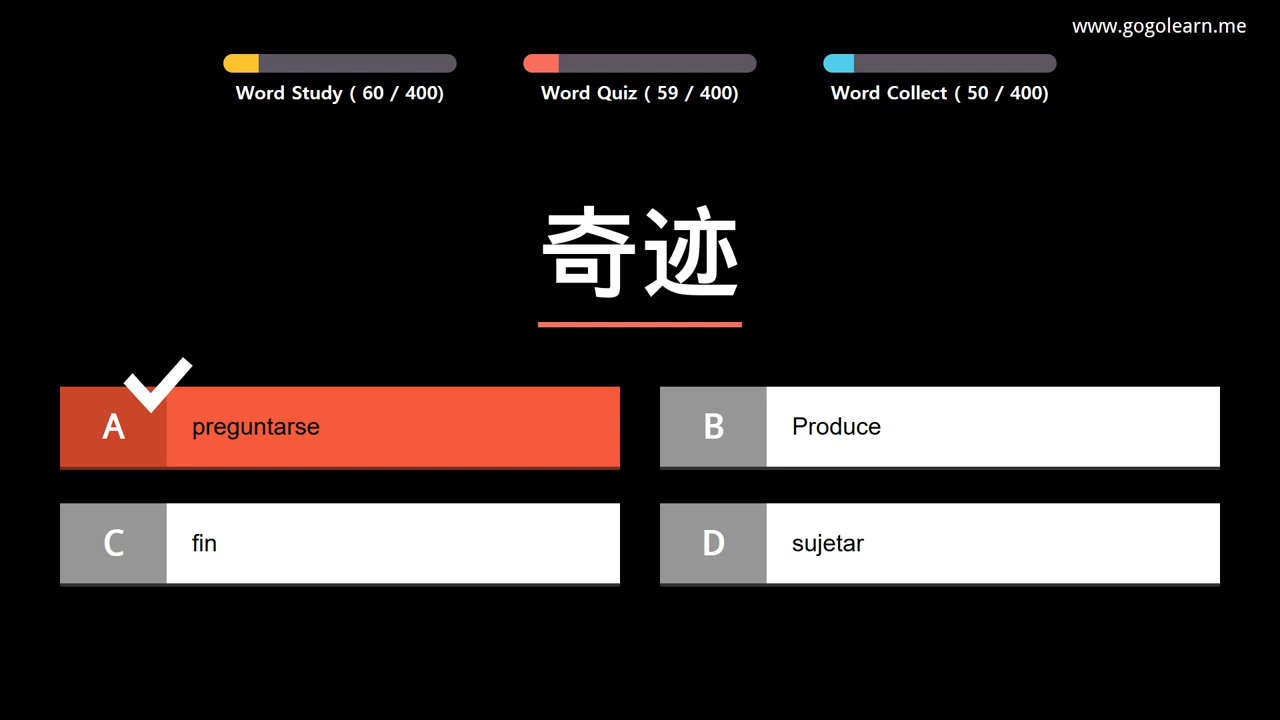 www.gogolearn.me
Word Study ( 60 / 400)
Word Quiz ( 59 / 400)
Word Collect ( 50 / 400)
奇迹
A preguntarse
B Produce
C fin
D sujetar